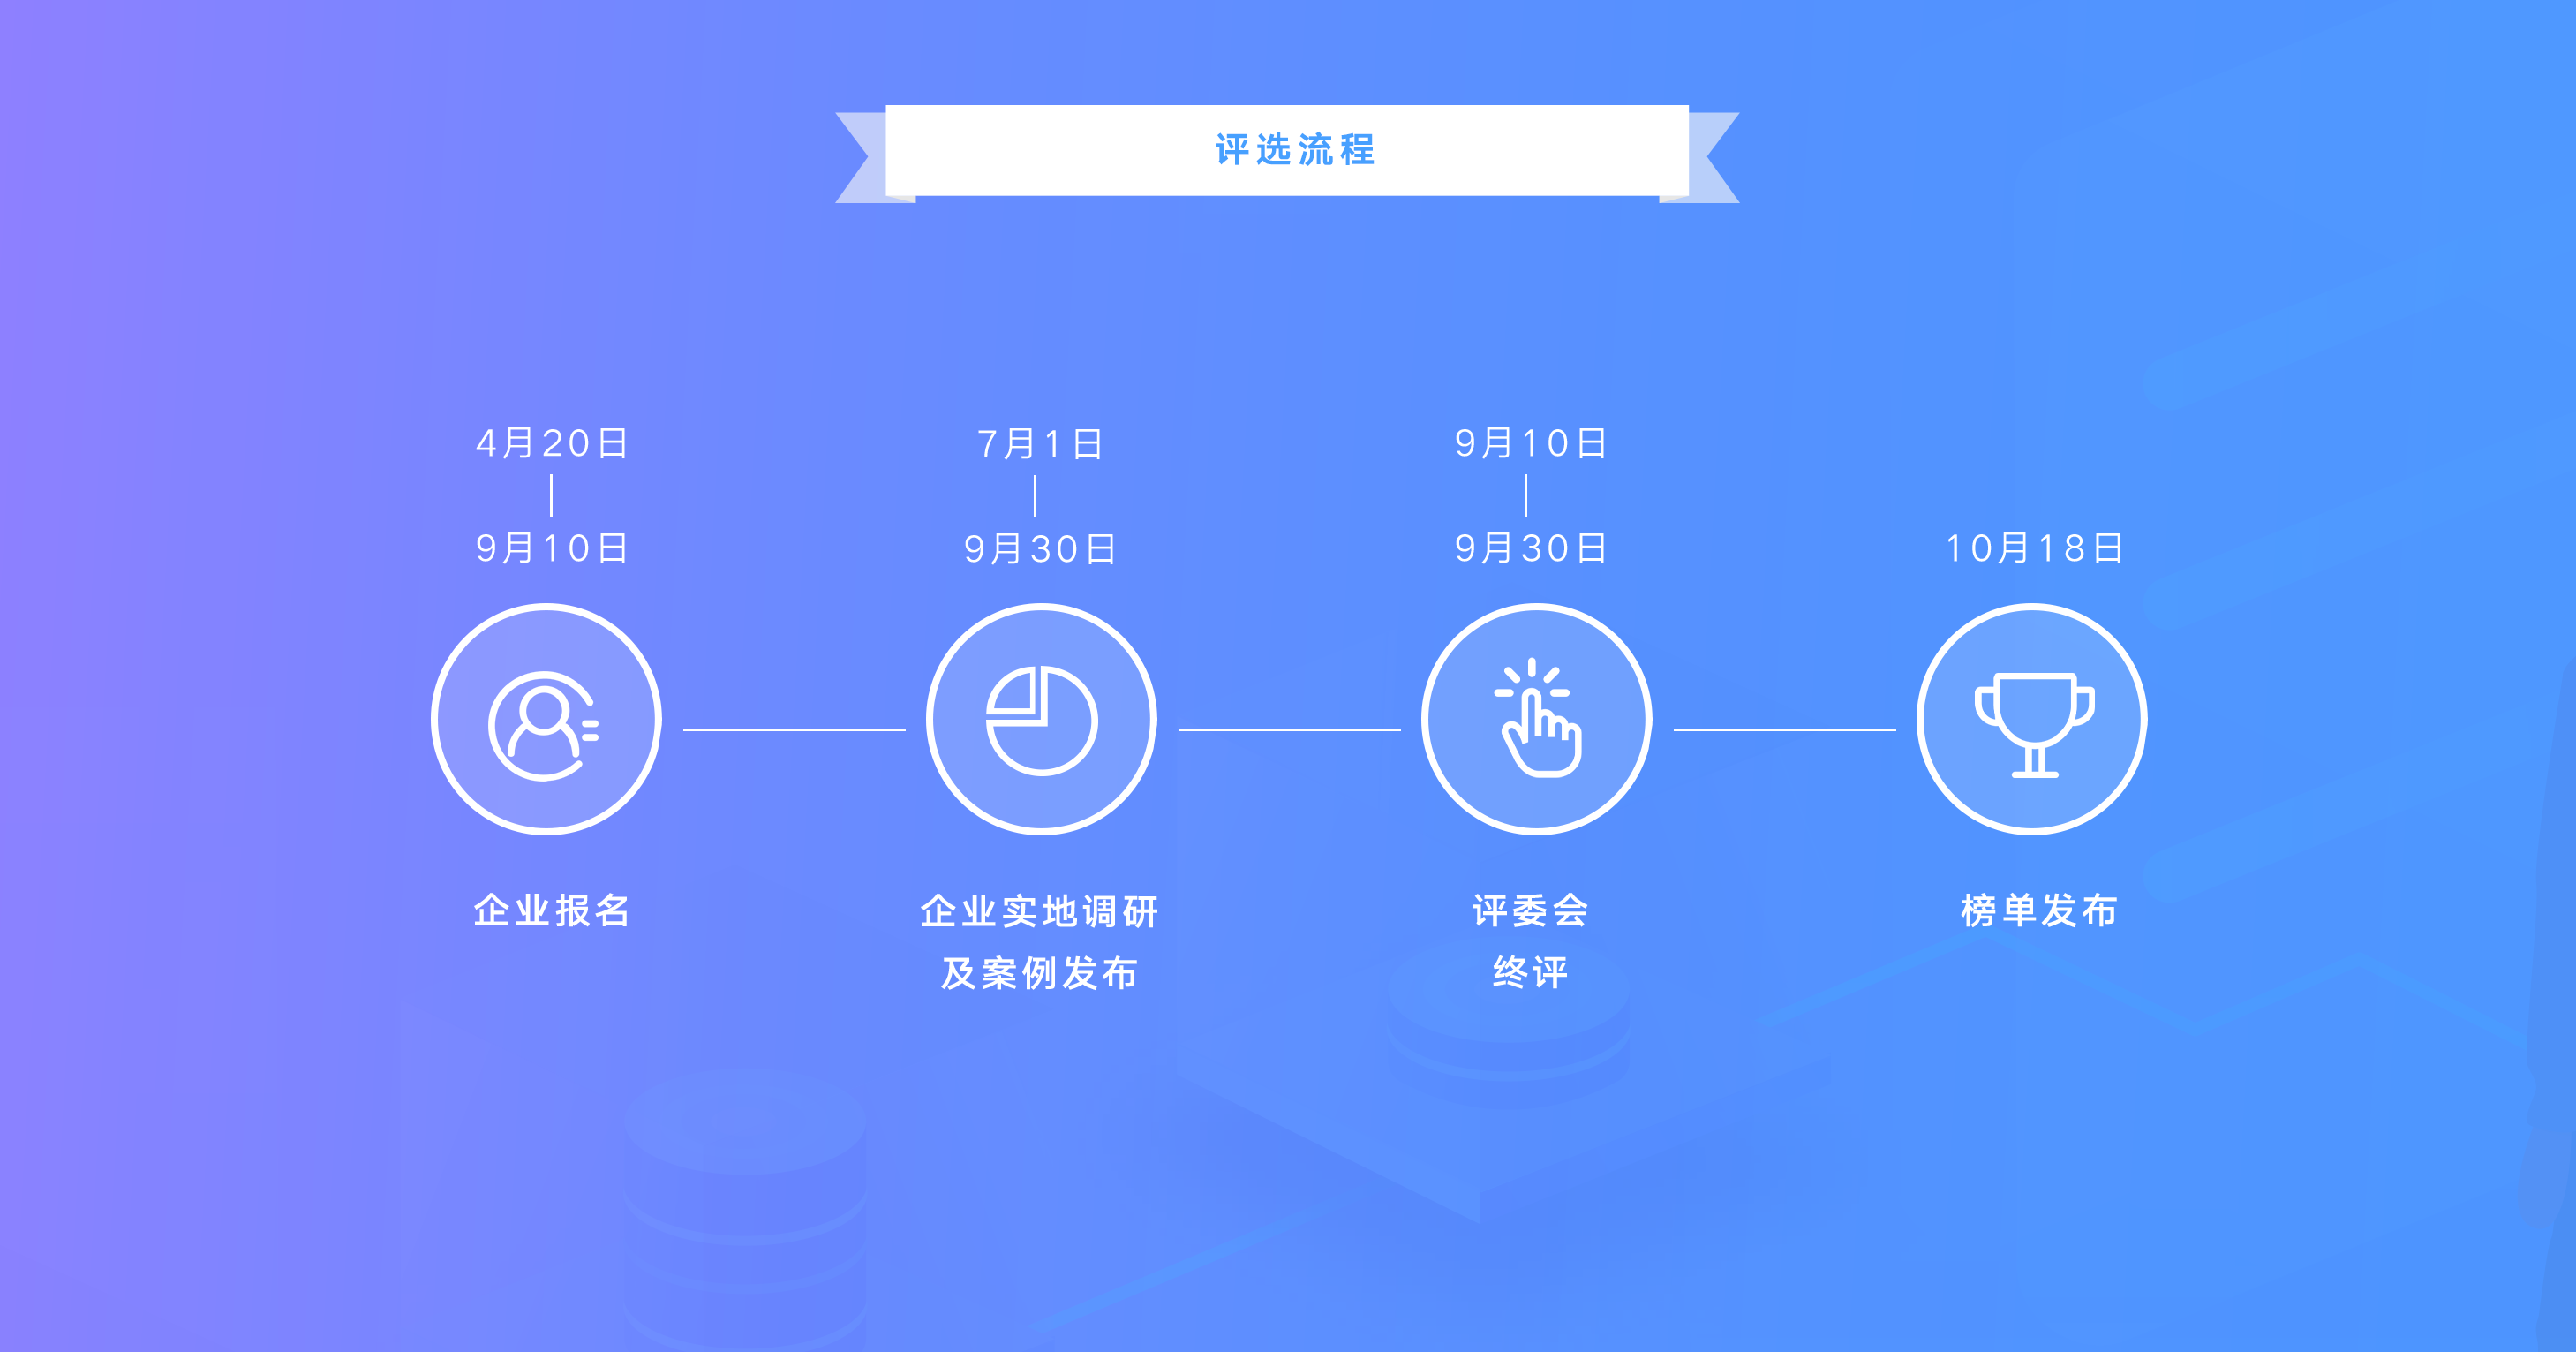 评选流程
4月20日
9月10日
企业报名
7月1日
9月30日
企业实地调研
及案例发布
9月10日
9月30日
评委会
终评
10月18日
榜单发布